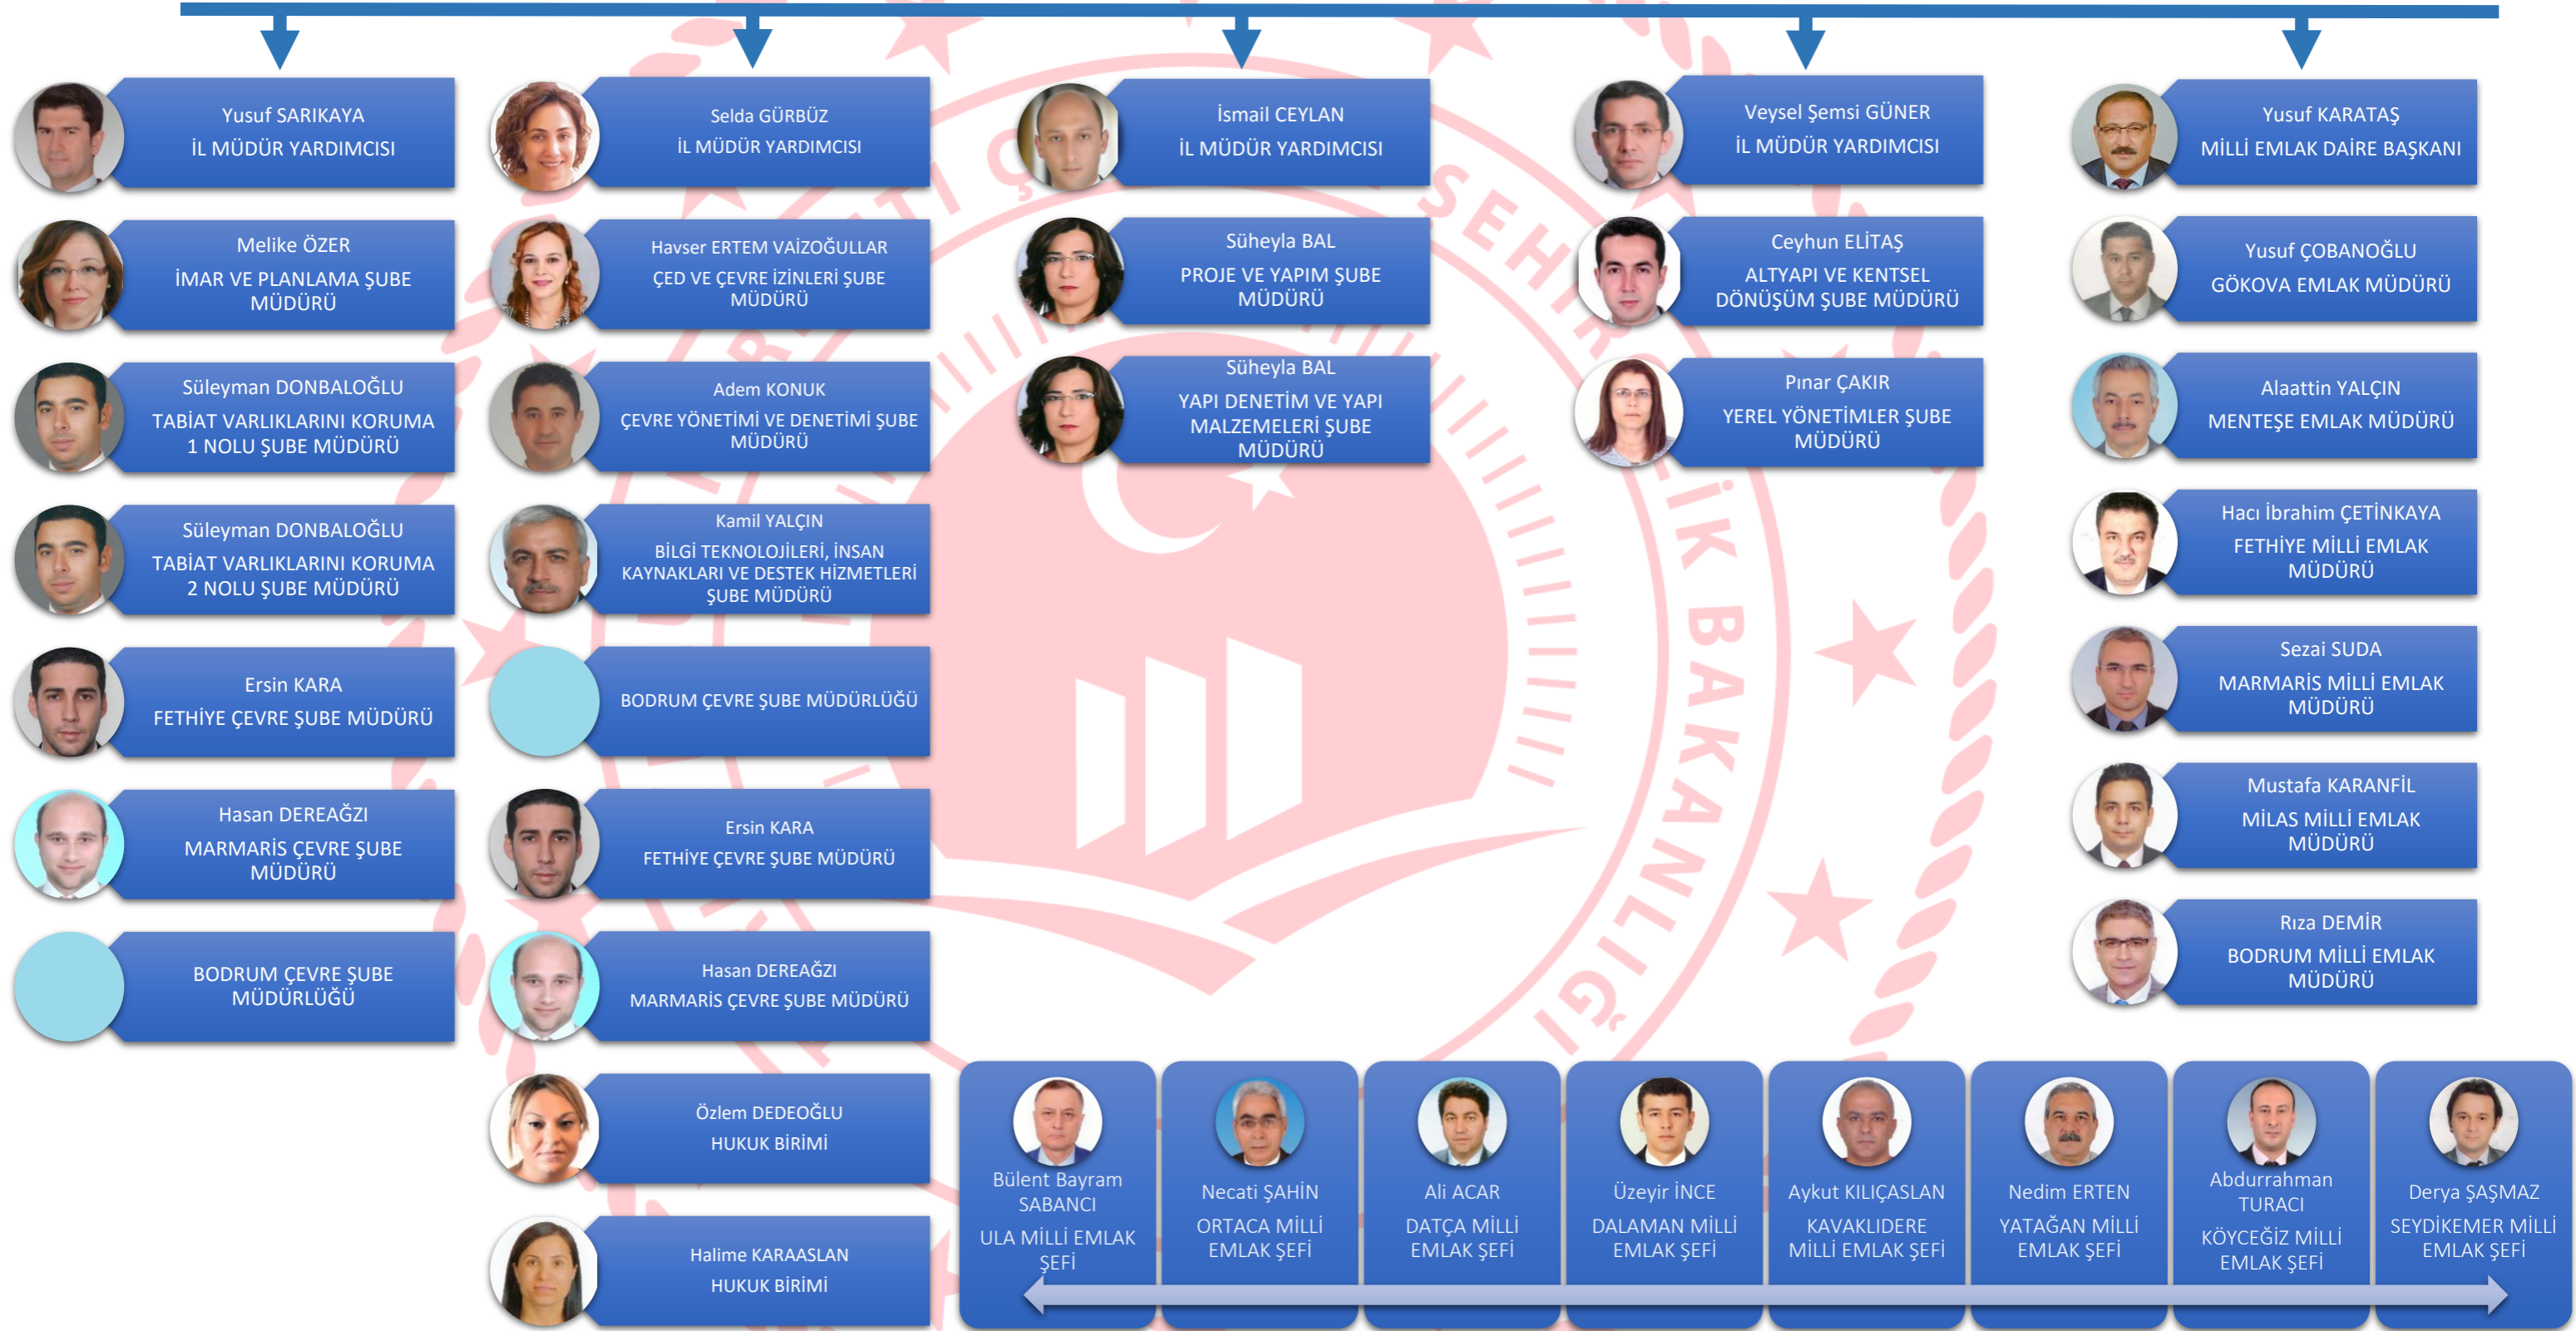 Yusuf SARIKAYA
İL MÜDÜR YARDIMCISI
Melike ÖZER
İMAR VE PLANLAMA ŞUBE
MÜDÜRÜ
Süleyman DONBALOĞLU
TABİAT VARLIKLARINI KORUMA
1 NOLU ŞUBE MÜDÜRÜ
Süleyman DONBALOĞLU
TABİAT VARLIKLARINI KORUMA
2 NOLU ŞUBE MÜDÜRÜ
Ersin KARA
FETHİYE ÇEVRE ŞUBE MÜDÜRÜ
Hasan DEREAĞZI
MARMARİS ÇEVRE ŞUBE
MÜDÜRÜ
BODRUM ÇEVRE ŞUBE
MÜDÜRLÜĞÜ
Selda GÜRBÜZ
İL MÜDÜR YARDIMCISI
Havser ERTEM VAİZOĞULLAR
ÇED VE ÇEVRE İZİNLERİ ŞUBE
MÜDÜRÜ
Adem KONUK
ÇEVRE YÖNETİMİ VE DENETİMİ ŞUBE
MÜDÜRÜ
Kamil YALÇIN
BİLGİ TEKNOLOJİLERİ, İNSAN
KAYNAKLARI VE DESTEK HİZMETLERİ
ŞUBE MÜDÜRÜ
BODRUM ÇEVRE ŞUBE MÜDÜRLÜĞÜ
Ersin KARA
FETHİYE ÇEVRE ŞUBE MÜDÜRÜ
Hasan DEREAĞZI
MARMARİS ÇEVRE ŞUBE MÜDÜRÜ
Özlem DEDEOĞLU
HUKUK BİRİMİ
Halime KARAASLAN
HUKUK BİRİMİ
İsmail CEYLAN
İL MÜDÜR YARDIMCISI
Süheyla BAL
PROJE VE YAPIM ŞUBE
MÜDÜRÜ
Süheyla BAL
YAPI DENETİM VE YAPI
MALZEMELERİ ŞUBE
MÜDÜRÜ
Veysel Şemsi GÜNER
İL MÜDÜR YARDIMCISI
Ceyhun ELİTAŞ
ALTYAPI VE KENTSEL
DÖNÜŞÜM ŞUBE MÜDÜRÜ
Pınar ÇAKIR
YEREL YÖNETİMLER ŞUBE
MÜDÜRÜ
Yusuf KARATAŞ
MİLLİ EMLAK DAİRE BAŞKANI
Yusuf ÇOBANOĞLU
GÖKOVA EMLAK MÜDÜRÜ
Alaattin YALÇIN
MENTEŞE EMLAK MÜDÜRÜ
Hacı İbrahim ÇETİNKAYA
FETHİYE MİLLİ EMLAK
MÜDÜRÜ
Sezai SUDA
MARMARİS MİLLİ EMLAK
MÜDÜRÜ
Mustafa KARANFİL
MİLAS MİLLİ EMLAK
MÜDÜRÜ
Rıza DEMİR
BODRUM MİLLİ EMLAK
MÜDÜRÜ
Bülent Bayram
SABANCI
ULA MİLLİ EMLAK
ŞEFİ
Necati ŞAHİN
ORTACA MİLLİ
EMLAK ŞEFİ
Ali ACAR
DATÇA MİLLİ
EMLAK ŞEFİ
Üzeyir İNCE
DALAMAN MİLLİ
EMLAK ŞEFİ
Aykut KILIÇASLAN
KAVAKLIDERE
MİLLİ EMLAK ŞEFİ
Nedim ERTEN
YATAĞAN MİLLİ
EMLAK ŞEFİ
Abdurrahman
TURACI
KÖYCEĞİZ MİLLİ
EMLAK ŞEFİ
Derya ŞAŞMAZ
SEYDİKEMER MİLLİ
EMLAK ŞEFİ
BAKANLIĞI